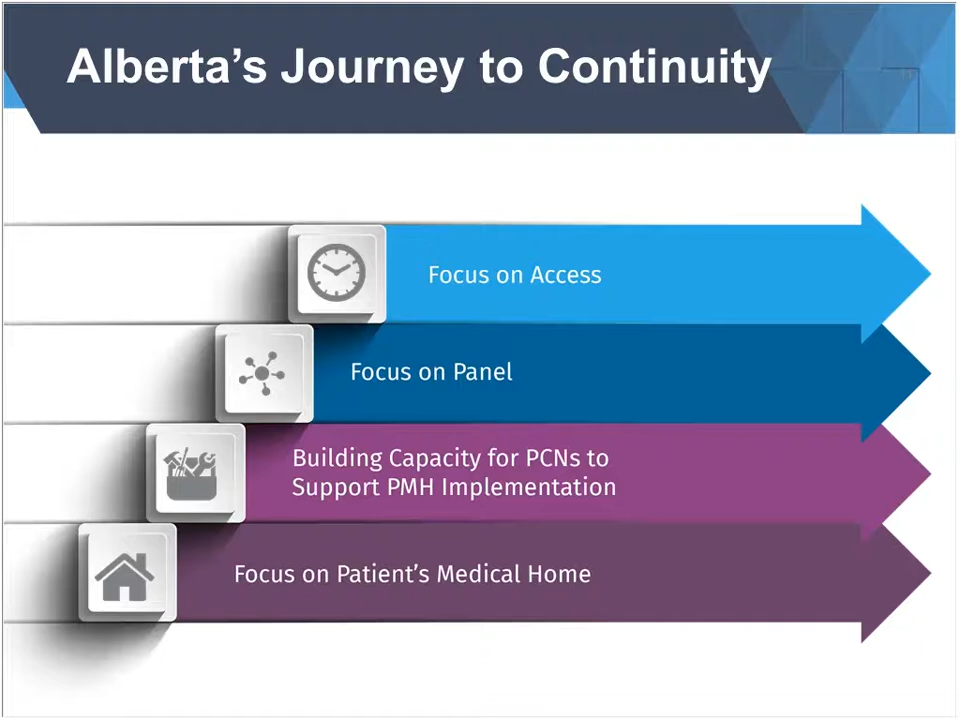 Alberta’s Journey to Continuity
Focus on Access
Focus on Panel
Building Capacity for PCNs to
Support PMH Implementation
Focus on Patient’s Medical Home